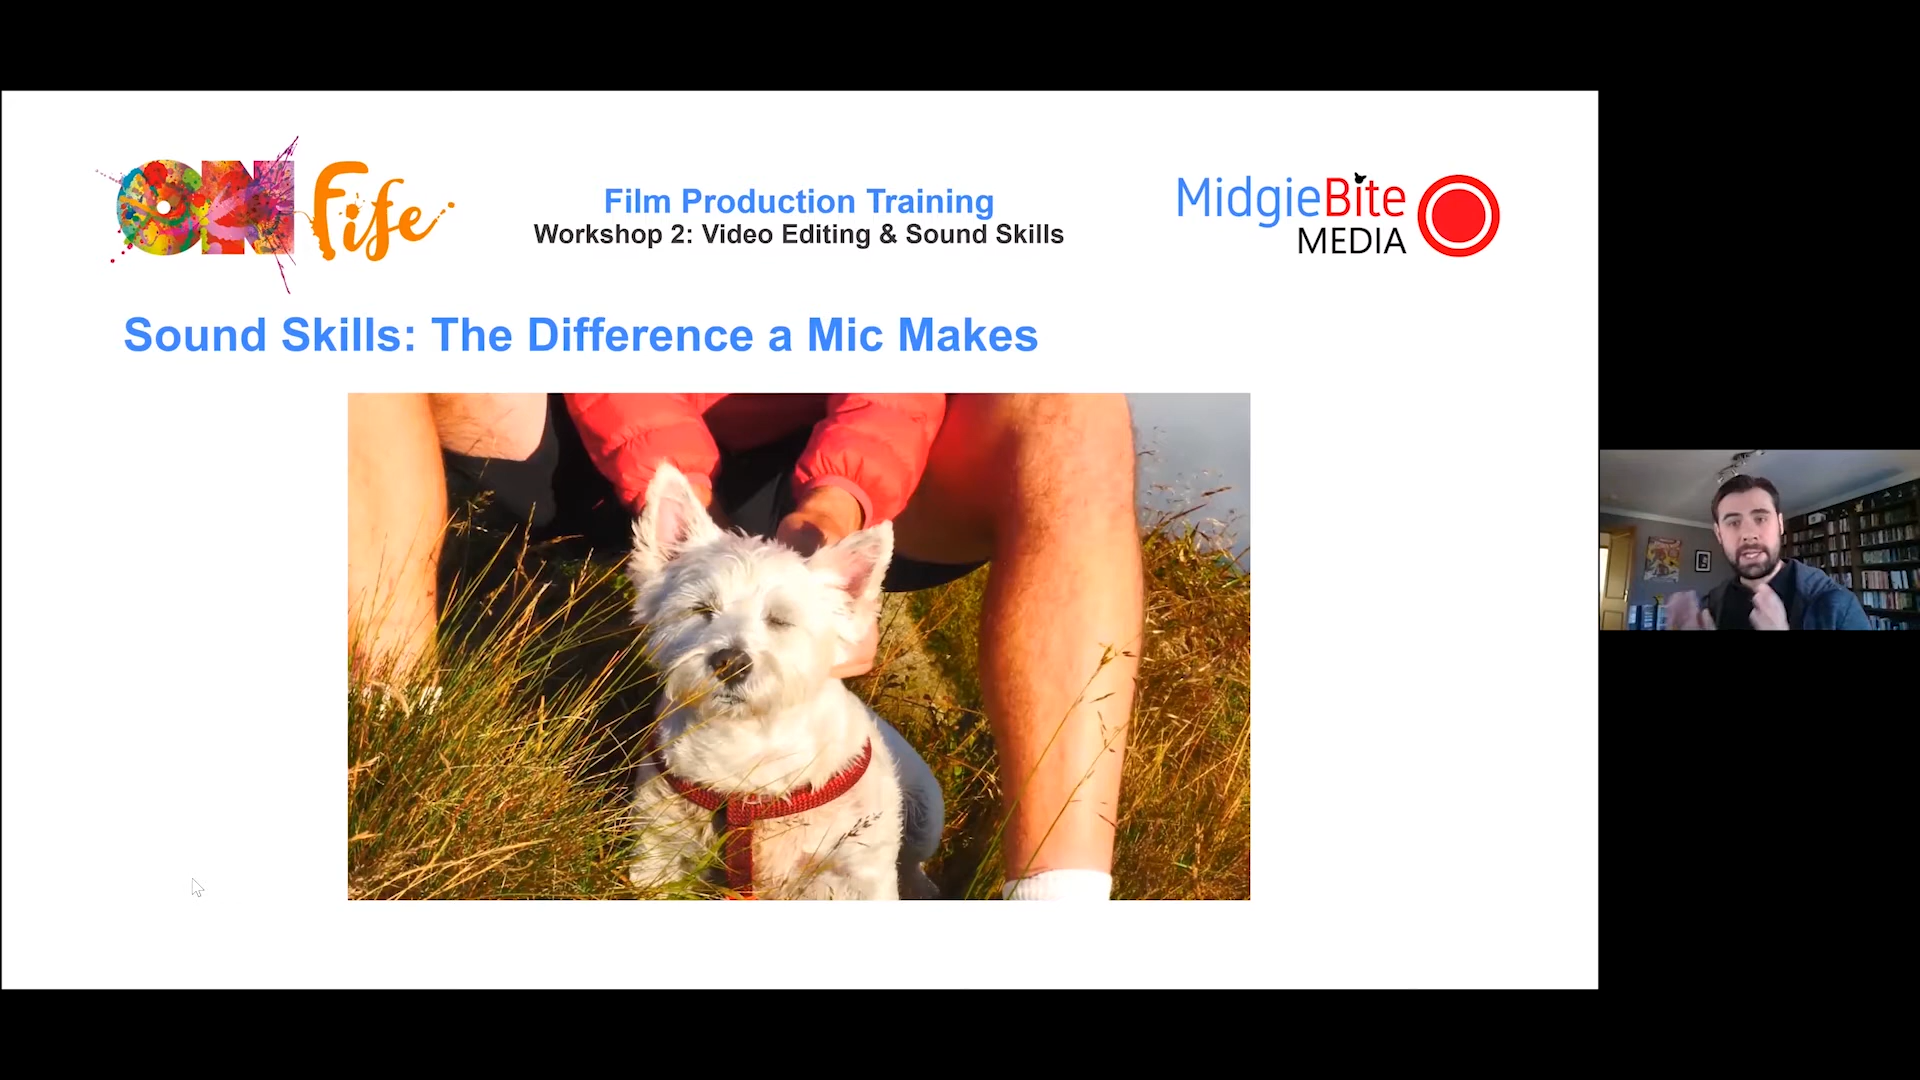 ON Fife
Film Production Training
Workshop 2: Video Editing & Sound Skills
MidgieBite
MEDIA
Sound Skills: The Difference a Mic Makes